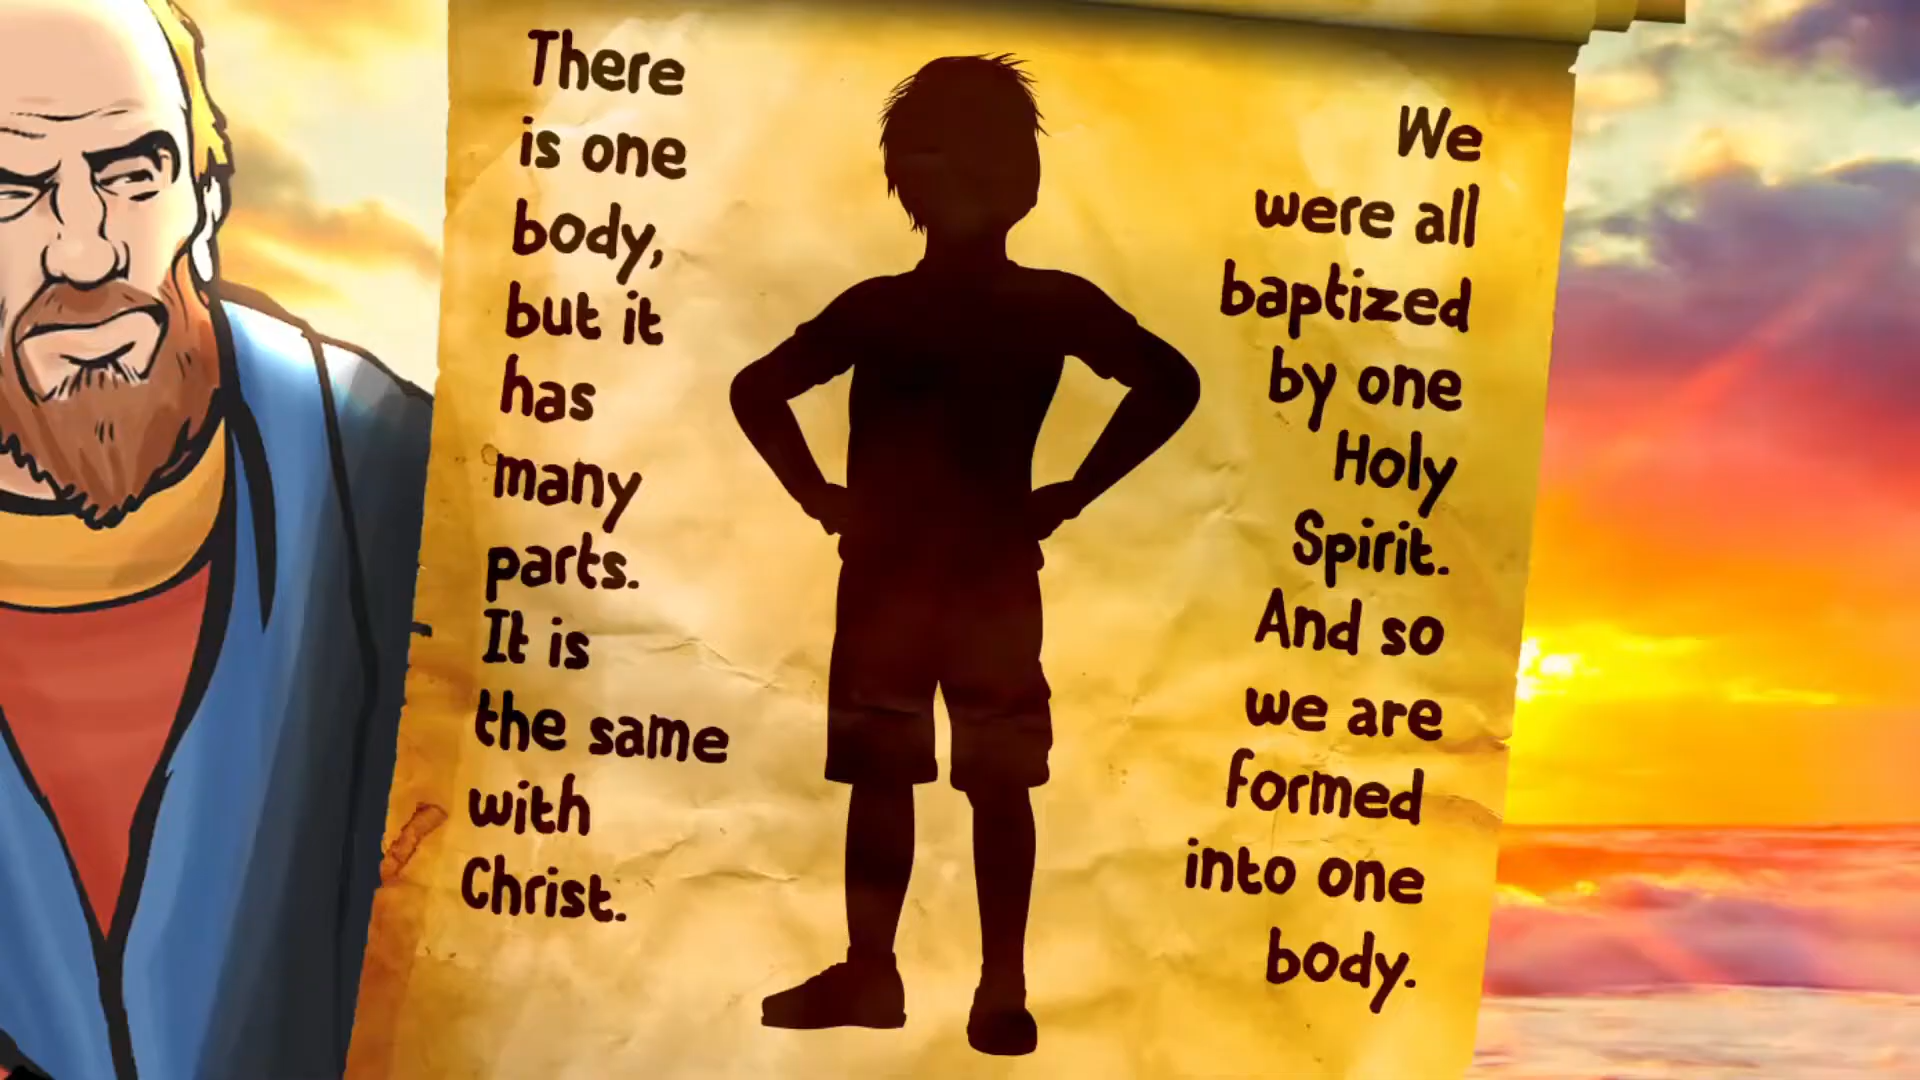 There
is one
body,
but it
has
many
parts.
It is
the same
with
Christ.
We
were all
baptized
by one
Holy
Spirit.
And so
we are
formed
into one
body.